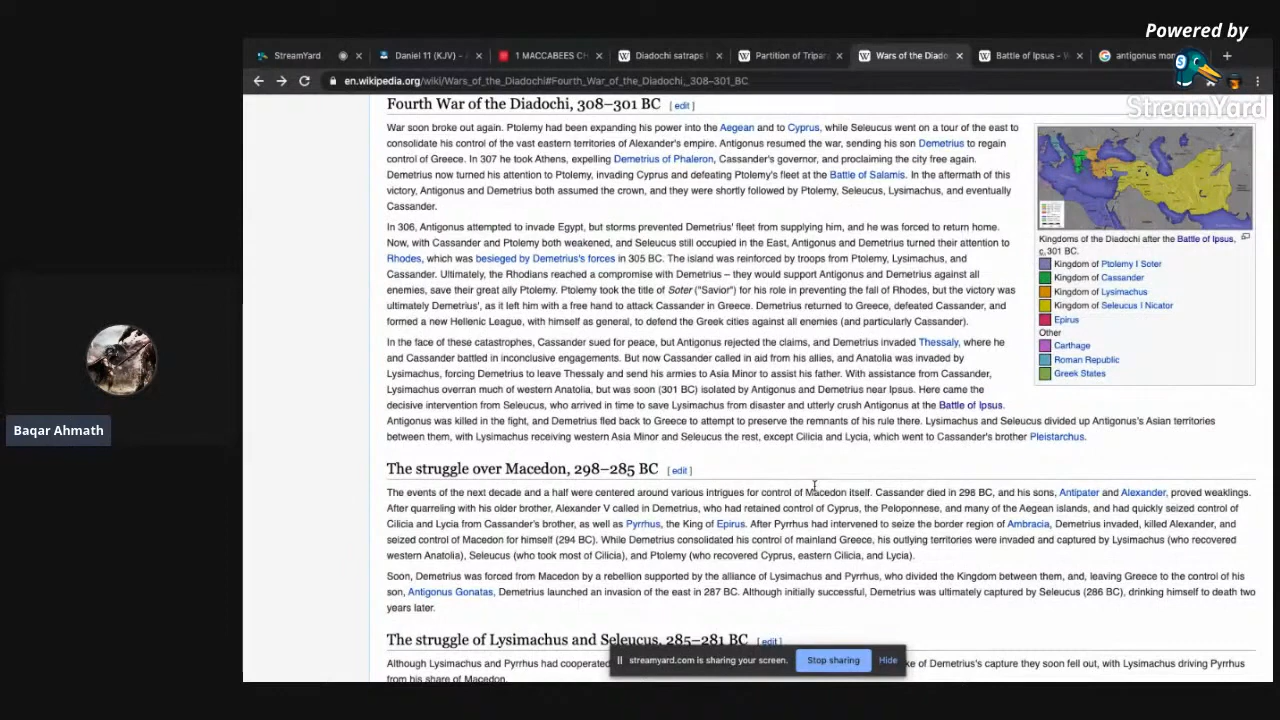 Powered by
StreamYard
StreamYard
Daniel 11 (KJV) -
1 MACCABEES CH
Diadochi satraps
Partition of Tripar
Wars of the Diado
Battle of Ipsus - W
antigonus mon
en.wikipedia.org/wiki/Wars_of_the_Diadochi#Fourth_War_of_the_Diadochi,_308–301_BC
Fourth War of the Diadochi, 308–301 BC [ edit ]
War soon broke out again. Ptolemy had been expanding his power into the Aegean and to Cyprus, while Seleucus went on a tour of the east to
consolidate his control of the vast eastern territories of Alexander's empire. Antigonus resumed the war, sending his son Demetrius to regain
control of Greece. In 307 he took Athens, expelling Demetrius of Phaleron, Cassander's governor, and proclaiming the city free again.
Demetrius now turned his attention to Ptolemy, invading Cyprus and defeating Ptolemy's fleet at the Battle of Salamis. In the aftermath of this
victory, Antigonus and Demetrius both assumed the crown, and they were shortly followed by Ptolemy, Seleucus, Lysimachus, and eventually
Cassander.
In 306, Antigonus attempted to invade Egypt, but storms prevented Demetrius' fleet from supplying him, and he was forced to return home.
Now, with Cassander and Ptolemy both weakened, and Seleucus still occupied in the East, Antigonus and Demetrius turned their attention to
Rhodes, which was besieged by Demetrius's forces in 305 BC. The island was reinforced by troops from Ptolemy, Lysimachus, and
Cassander. Ultimately, the Rhodians reached a compromise with Demetrius – they would support Antigonus and Demetrius against all
enemies, save their great ally Ptolemy. Ptolemy took the title of Soter ("Savior") for his role in preventing the fall of Rhodes, but the victory was
ultimately Demetrius', as it left him with a free hand to attack Cassander in Greece. Demetrius returned to Greece, defeated Cassander, and
formed a new Hellenic League, with himself as general, to defend the Greek cities against all enemies (and particularly Cassander).
In the face of these catastrophes, Cassander sued for peace, but Antigonus rejected the claims, and Demetrius invaded Thessaly, where he
and Cassander battled in inconclusive engagements. But now Cassander called in aid from his allies, and Anatolia was invaded by
Lysimachus, forcing Demetrius to leave Thessaly and send his armies to Asia Minor to assist his father. With assistance from Cassander,
Lysimachus overran much of western Anatolia, but was soon (301 BC) isolated by Antigonus and Demetrius near Ipsus. Here came the
decisive intervention from Seleucus, who arrived in time to save Lysimachus from disaster and utterly crush Antigonus at the Battle of Ipsus.
Antigonus was killed in the fight, and Demetrius fled back to Greece to attempt to preserve the remnants of his rule there. Lysimachus and Seleucus divided up Antigonus's Asian territories
between them, with Lysimachus receiving western Asia Minor and Seleucus the rest, except Cilicia and Lycia, which went to Cassander's brother Pleistarchus.
Kingdoms of the Diadochi after the Battle of Ipsus,
c. 301 BC.
Kingdom of Ptolemy I Soter
Kingdom of Cassander
Kingdom of Lysimachus
Kingdom of Seleucus I Nicator
Epirus
Other
Carthage
Roman Republic
Greek States
The struggle over Macedon, 298–285 BC [ edit ]
The events of the next decade and a half were centered around various intrigues for control of Macedon itself. Cassander died in 298 BC, and his sons, Antipater and Alexander, proved weaklings.
After quarreling with his older brother, Alexander V called in Demetrius, who had retained control of Cyprus, the Peloponnese, and many of the Aegean islands, and had quickly seized control of
Cilicia and Lycia from Cassander's brother, as well as Pyrrhus, the King of Epirus. After Pyrrhus had intervened to seize the border region of Ambracia, Demetrius invaded, killed Alexander, and
seized control of Macedon for himself (294 BC). While Demetrius consolidated his control of mainland Greece, his outlying territories were invaded and captured by Lysimachus (who recovered
western Anatolia), Seleucus (who took most of Cilicia), and Ptolemy (who recovered Cyprus, eastern Cilicia, and Lycia).
Soon, Demetrius was forced from Macedon by a rebellion supported by the alliance of Lysimachus and Pyrrhus, who divided the Kingdom between them, and, leaving Greece to the control of his
son, Antigonus Gonatas, Demetrius launched an invasion of the east in 287 BC. Although initially successful, Demetrius was ultimately captured by Seleucus (286 BC), drinking himself to death two
years later.
The struggle of Lysimachus and Seleucus, 285–281 BC [ edit ]
Although Lysimachus and Pyrrhus had cooperated
ke of Demetrius's capture they soon fell out, with Lysimachus driving Pyrrhus
from his share of Macedon.
streamyard.com is sharing your screen.
Stop sharing
Hide
Baqar Ahmath